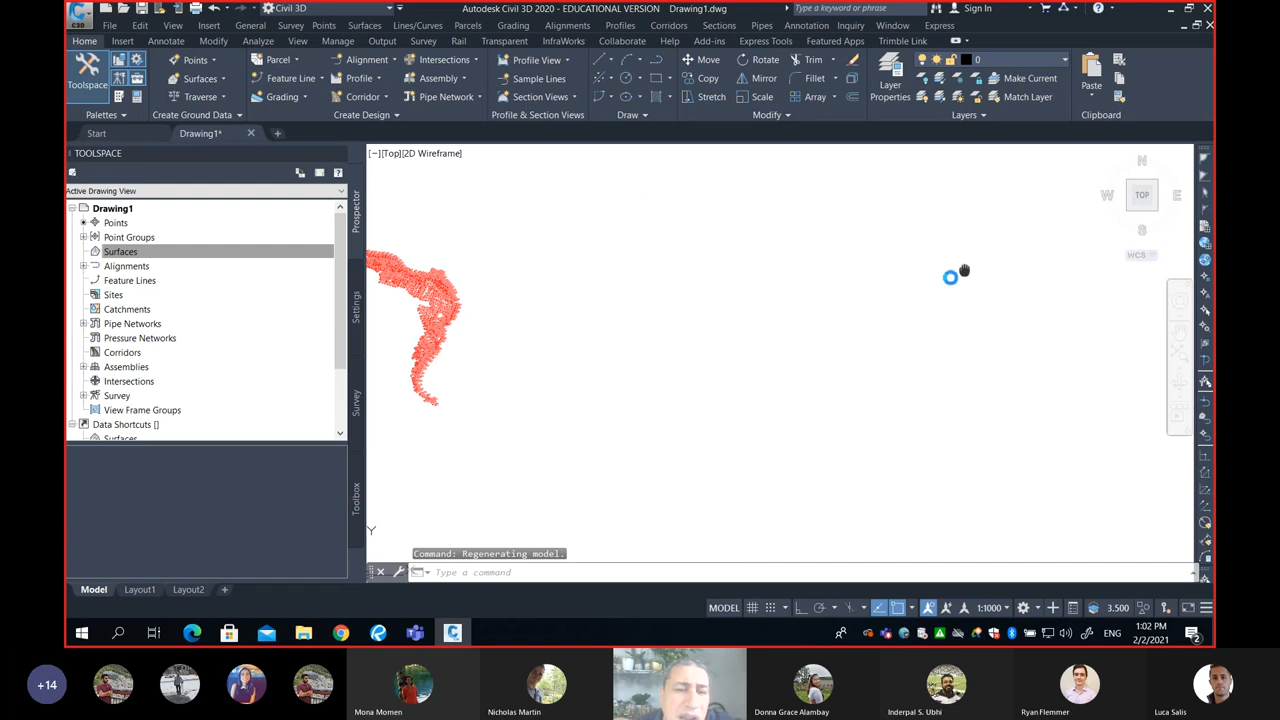 C3D
Autodesk Civil 3D 2020 - EDUCATIONAL VERSION Drawing1.dwg
Civil 3D
Type a keyword or phrase
Sign In
File Edit View Insert General Survey Points Surfaces Lines/Curves Parcels Grading Alignments Profiles Corridors Sections Pipes Annotation Inquiry Window Express
Home Insert Annotate Modify Analyze View Manage Output Survey Rail Transparent InfraWorks Collaborate Add-ins Express Tools Featured Apps Trimble Link
Points Parcel Alignment Intersections Profile View Move Rotate Trim 0
Toolspace Surfaces Feature Line Profile Assembly Sample Lines Copy Mirror Fillet Layer Properties Make Current Paste
Traverse Grading Corridor Pipe Network Section Views Stretch Scale Array Match Layer
Palettes Create Ground Data Create Design Profile & Section Views Draw Modify Layers Clipboard
Start Drawing1*
TOOLSPACE
[−][Top][2D Wireframe]
Active Drawing View
Drawing1
Points
Point Groups
Surfaces
Alignments
Feature Lines
Sites
Catchments
Pipe Networks
Pressure Networks
Corridors
Assemblies
Intersections
Survey
View Frame Groups
Data Shortcuts []
Surfaces
Prospector
Settings
Survey
Toolbox
N
W TOP E
S
WCS
Y
Command: Regenerating model.
Type a command
Model Layout1 Layout2
MODEL 1:1000 3.500
ENG
1:02 PM
2/2/2021
2
+14
Mona Momen
Nicholas Martin
Donna Grace Alambay
Inderpal S. Ubhi
Ryan Flemmer
Luca Salis